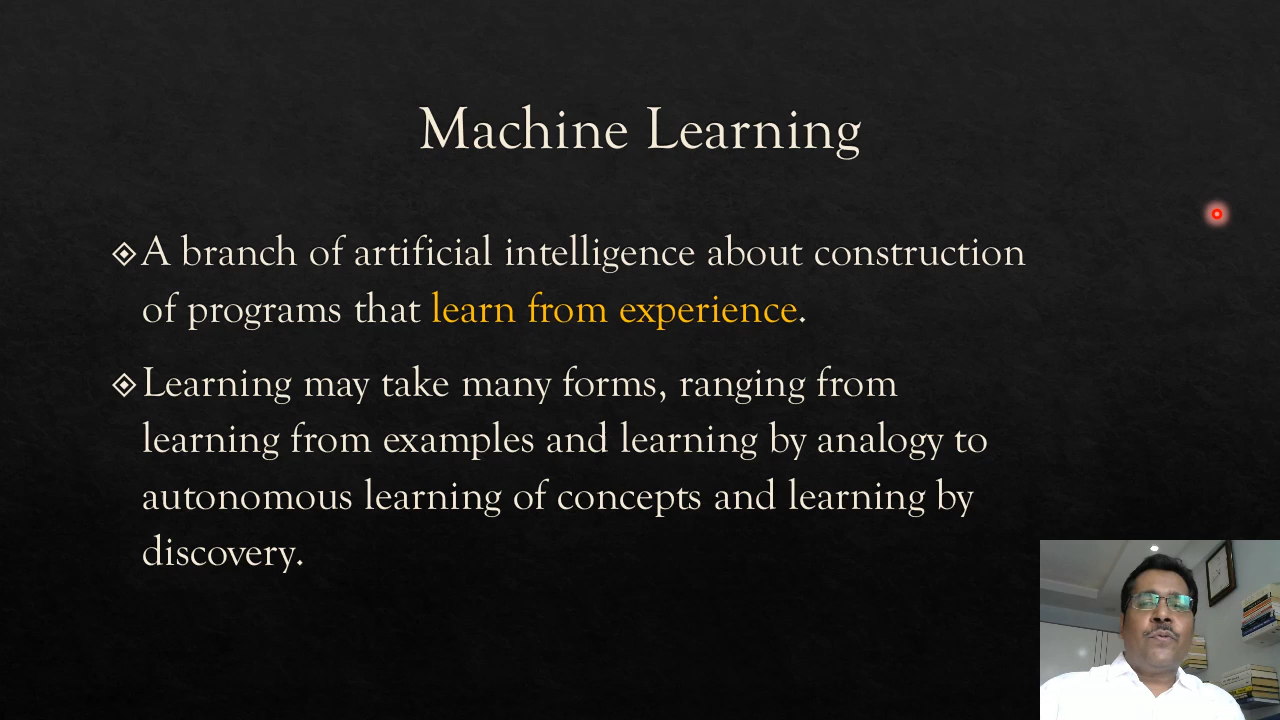 Machine Learning
A branch of artificial intelligence about construction
of programs that learn from experience.
Learning may take many forms, ranging from
learning from examples and learning by analogy to
autonomous learning of concepts and learning by
discovery.